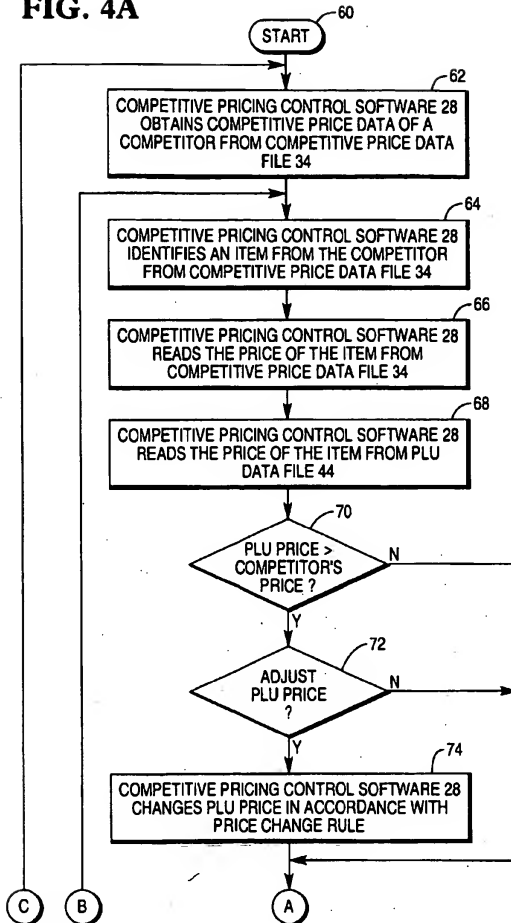 FIG. 4A
60
START
62
COMPETITIVE PRICING CONTROL SOFTWARE 28
OBTAINS COMPETITIVE PRICE DATA OF A
COMPETITOR FROM COMPETITIVE PRICE DATA
FILE 34
64
COMPETITIVE PRICING CONTROL SOFTWARE 28
IDENTIFIES AN ITEM FROM THE COMPETITOR
FROM COMPETITIVE PRICE DATA FILE 34
66
COMPETITIVE PRICING CONTROL SOFTWARE 28
READS THE PRICE OF THE ITEM FROM
COMPETITIVE PRICE DATA FILE 34
68
COMPETITIVE PRICING CONTROL SOFTWARE 28
READS THE PRICE OF THE ITEM FROM PLU
DATA FILE 44
70
PLU PRICE >
COMPETITOR'S
PRICE ?
N
Y
72
ADJUST
PLU PRICE
?
N
Y
74
COMPETITIVE PRICING CONTROL SOFTWARE 28
CHANGES PLU PRICE IN ACCORDANCE WITH
PRICE CHANGE RULE
C
B
A